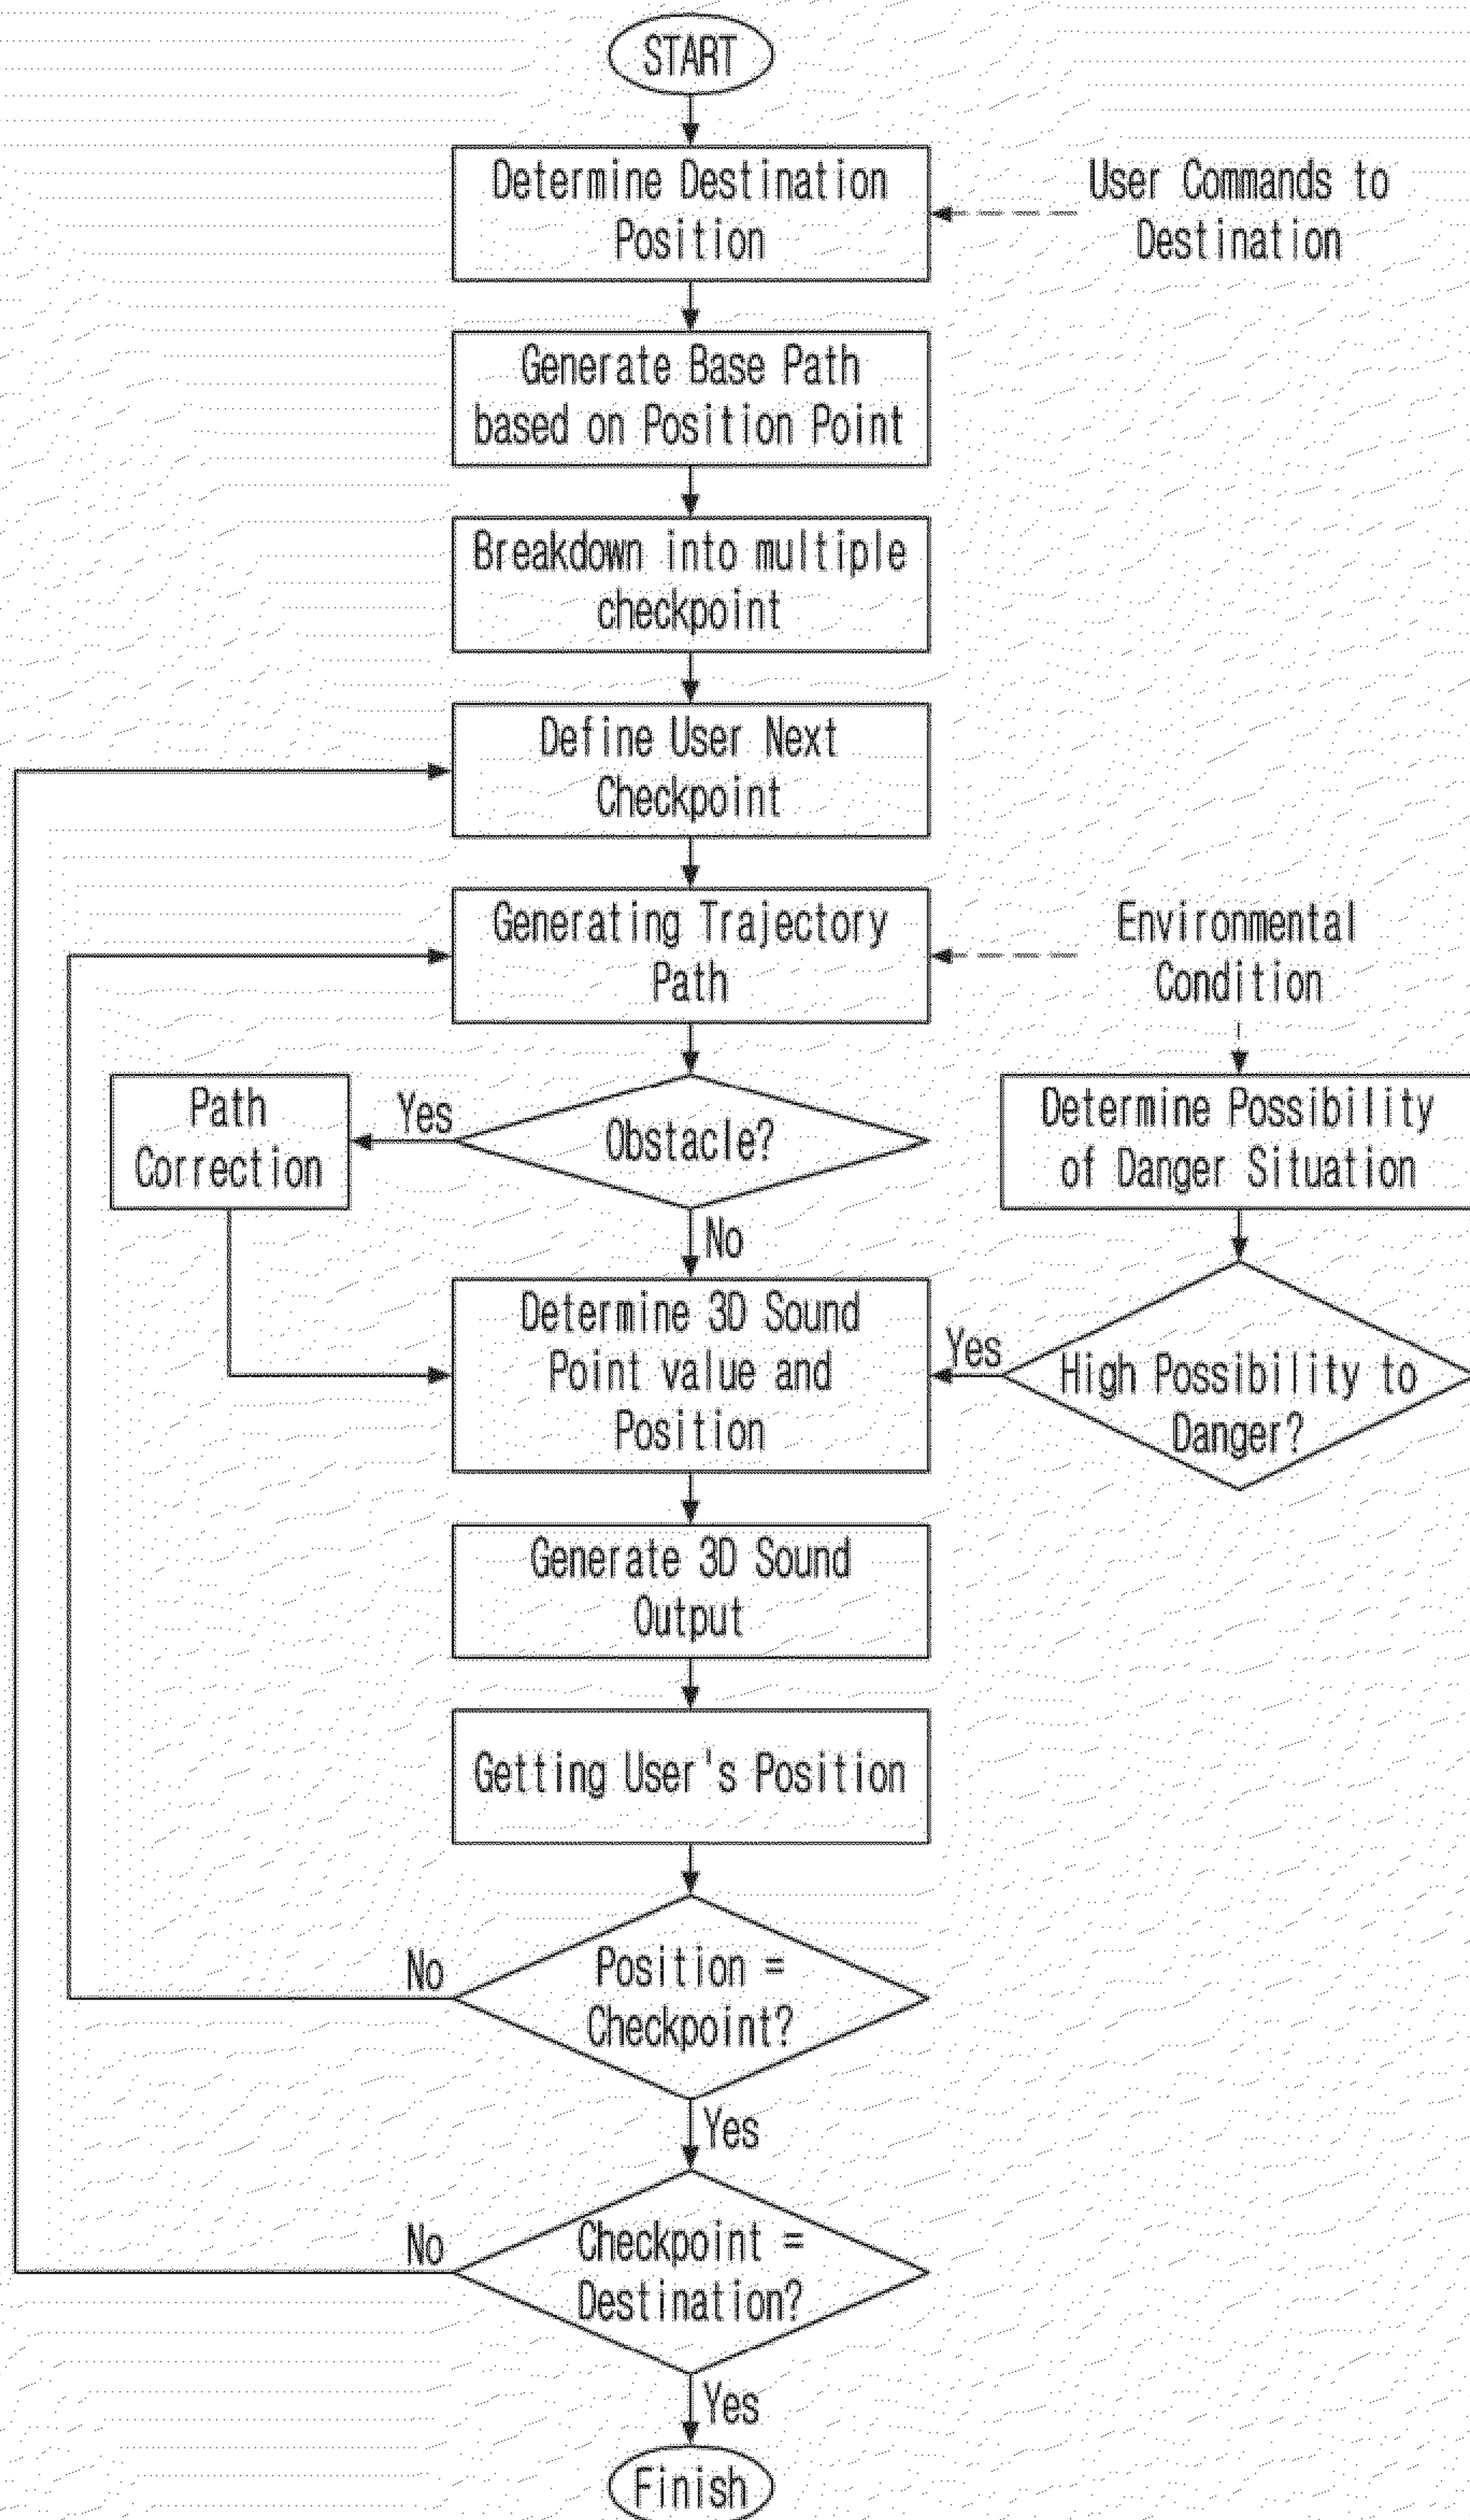 START
Determine Destination
Position
User Commands to
Destination
Generate Base Path
based on Position Point
Breakdown into multiple
checkpoint
Define User Next
Checkpoint
Generating Trajectory
Path
Environmental
Condition
Path
Correction
Yes
Obstacle?
No
Determine Possibility
of Danger Situation
Determine 3D Sound
Point value and
Position
Yes
High Possibility to
Danger?
Generate 3D Sound
Output
Getting User's Position
No
Position =
Checkpoint?
Yes
No
Checkpoint =
Destination?
Yes
Finish